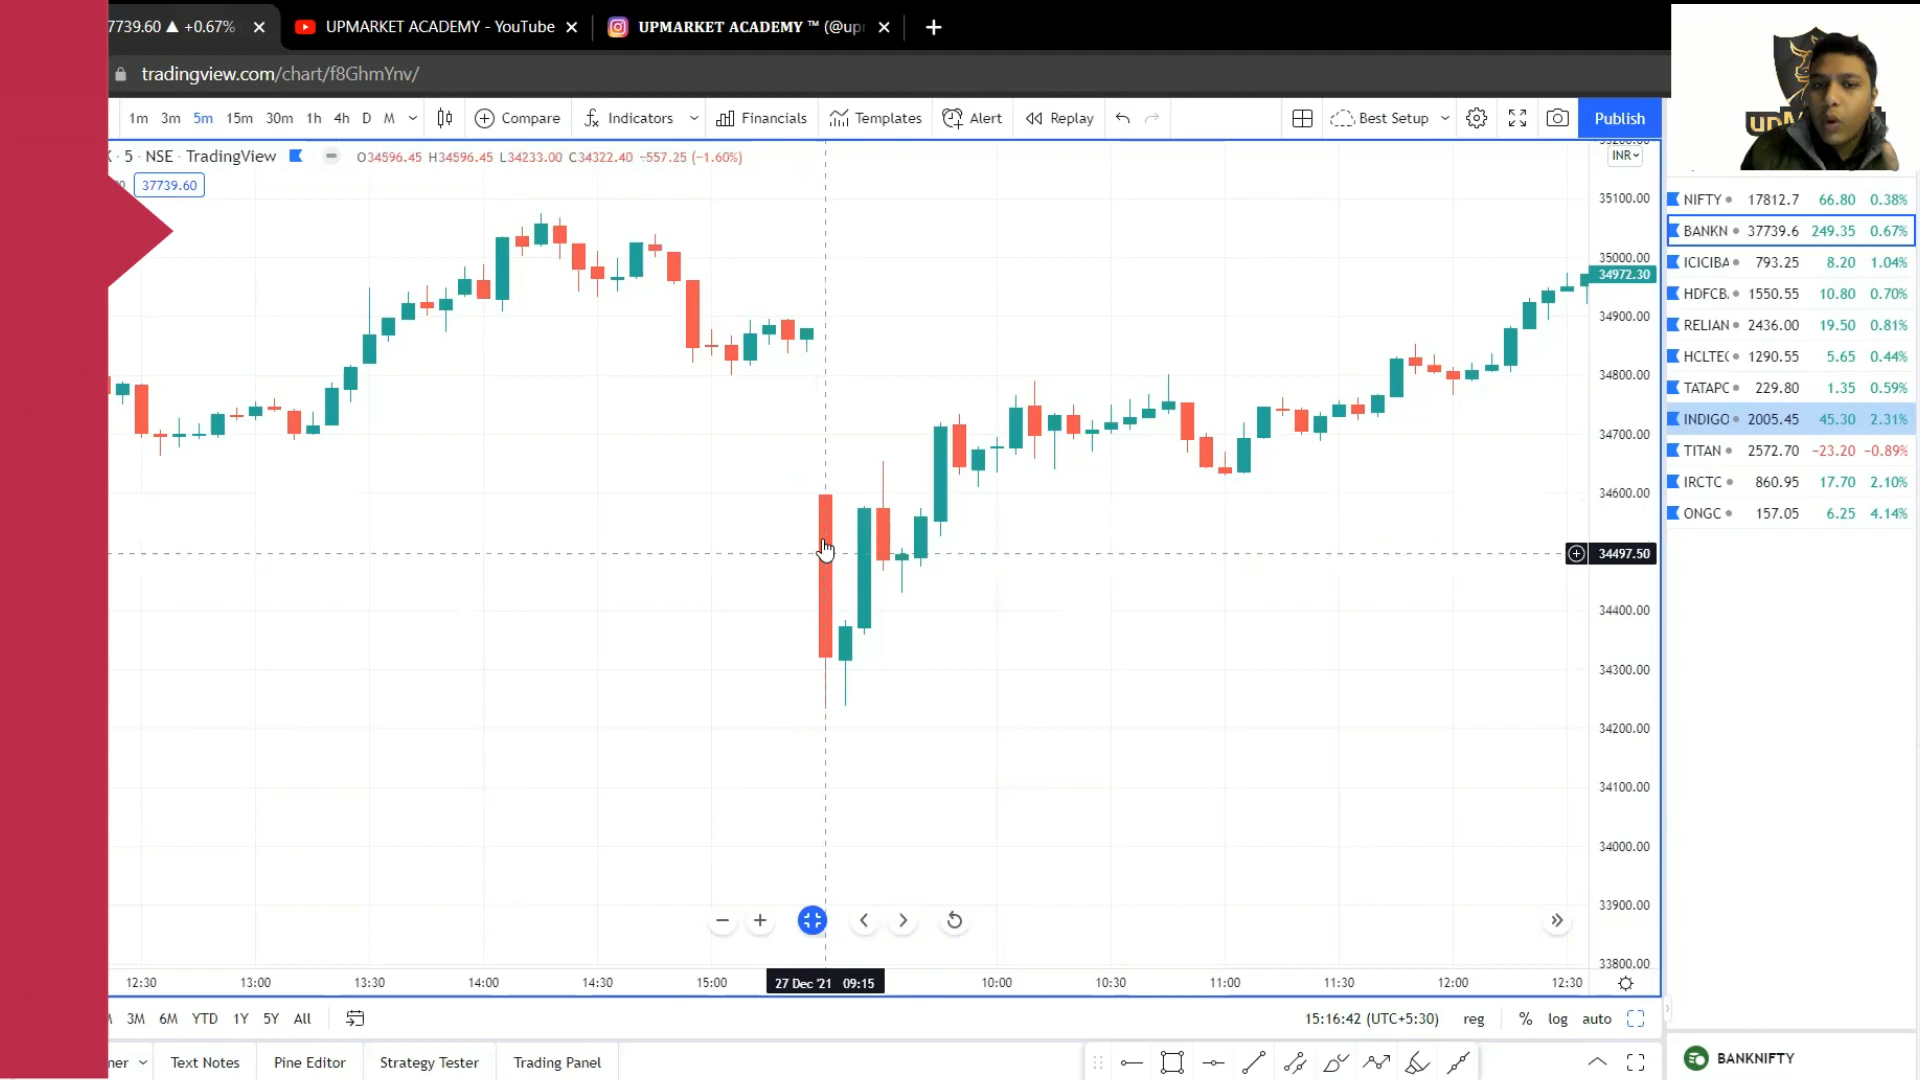 7739.60 ▲ +0.67%
UPMARKET ACADEMY - YouTube
UPMARKET ACADEMY ™ (@up
tradingview.com/chart/f8GhmYnv/
1m 3m 5m 15m 30m 1h 4h D M
Compare
Indicators
Financials
Templates
Alert
Replay
Best Setup
Publish
· 5 · NSE · TradingView
O34596.45 H34596.45 L34233.00 C34322.40 −557.25 (−1.60%)
37739.60
INR
35100.00
35000.00
34972.30
34900.00
34800.00
34700.00
34600.00
34497.50
34400.00
34300.00
34200.00
34100.00
34000.00
33900.00
33800.00
NIFTY 17812.7 66.80 0.38%
BANKN 37739.6 249.35 0.67%
ICICIBA 793.25 8.20 1.04%
HDFCB. 1550.55 10.80 0.70%
RELIAN 2436.00 19.50 0.81%
HCLTEC 1290.55 5.65 0.44%
TATAPC 229.80 1.35 0.59%
INDIGO 2005.45 45.30 2.31%
TITAN 2572.70 −23.20 −0.89%
IRCTC 860.95 17.70 2.10%
ONGC 157.05 6.25 4.14%
12:30 13:00 13:30 14:00 14:30 15:00 27 Dec '21 09:15 10:00 10:30 11:00 11:30 12:00 12:30
3M 6M YTD 1Y 5Y All
15:16:42 (UTC+5:30) reg % log auto
ner
Text Notes
Pine Editor
Strategy Tester
Trading Panel
BANKNIFTY